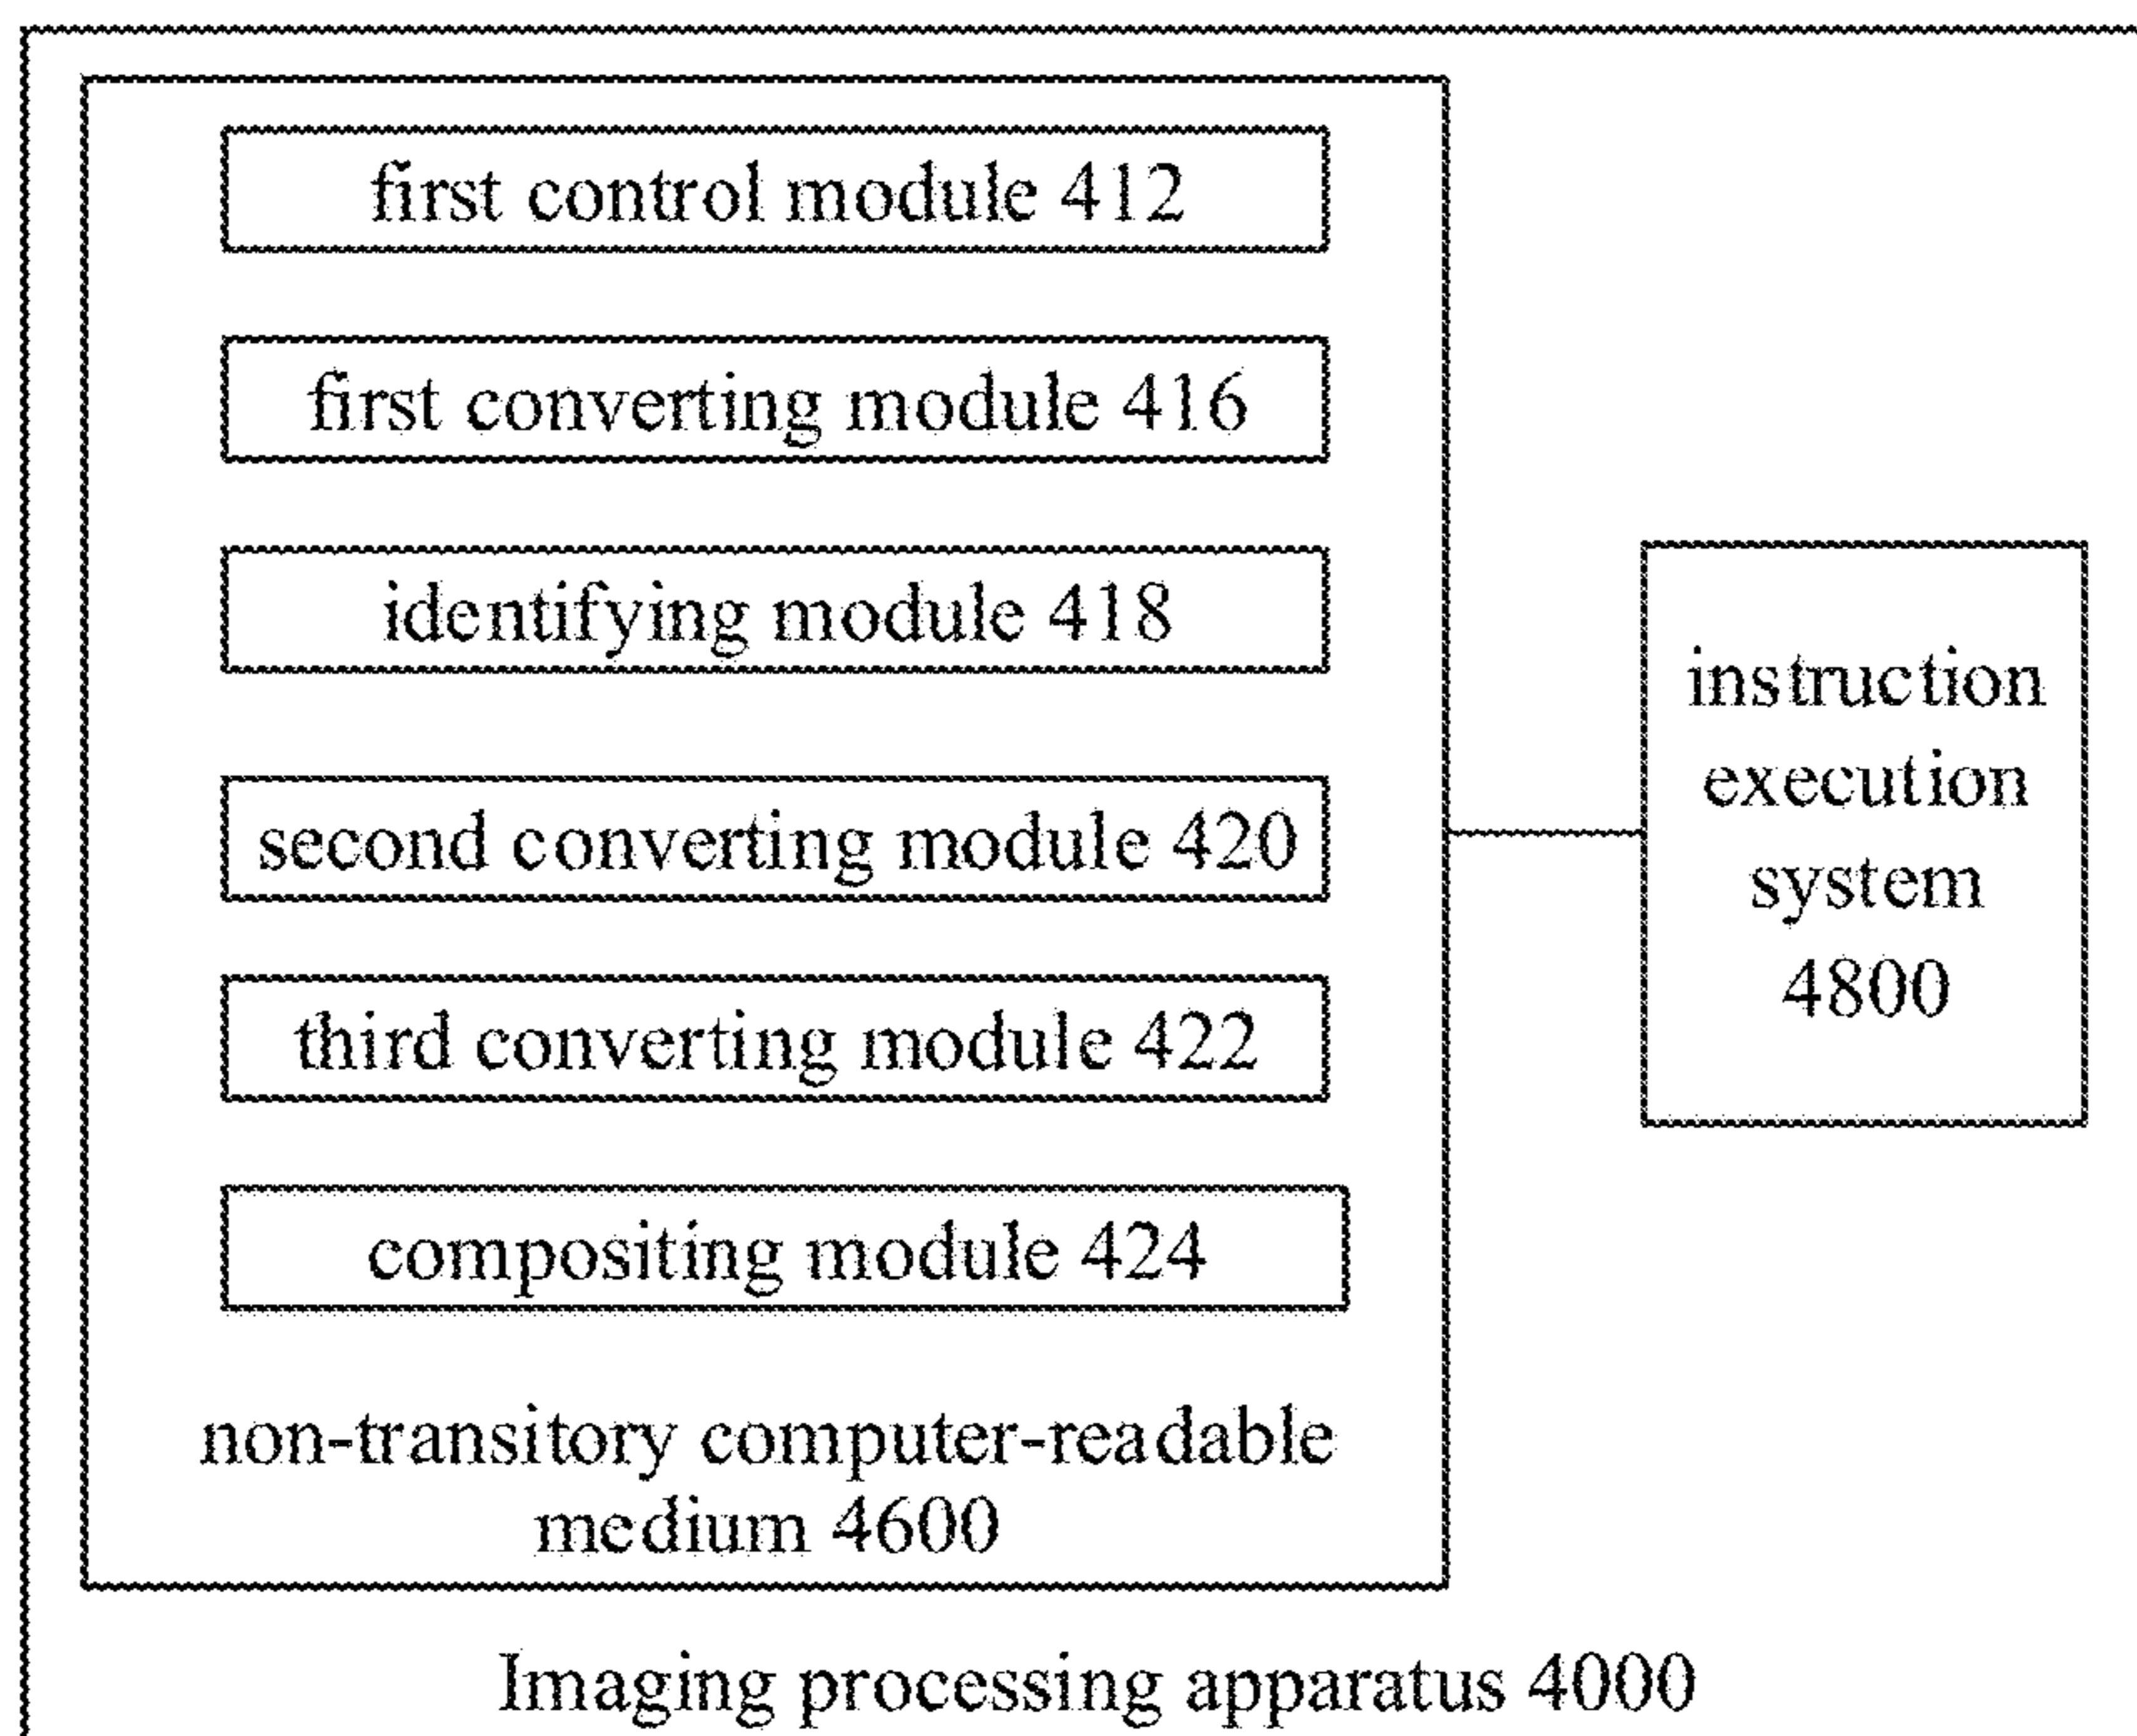 first control module 412
first converting module 416
identifying module 418
second converting module 420
third converting module 422
compositing module 424
non-transitory computer-readable
medium 4600
instruction
execution
system
4800
Imaging processing apparatus 4000